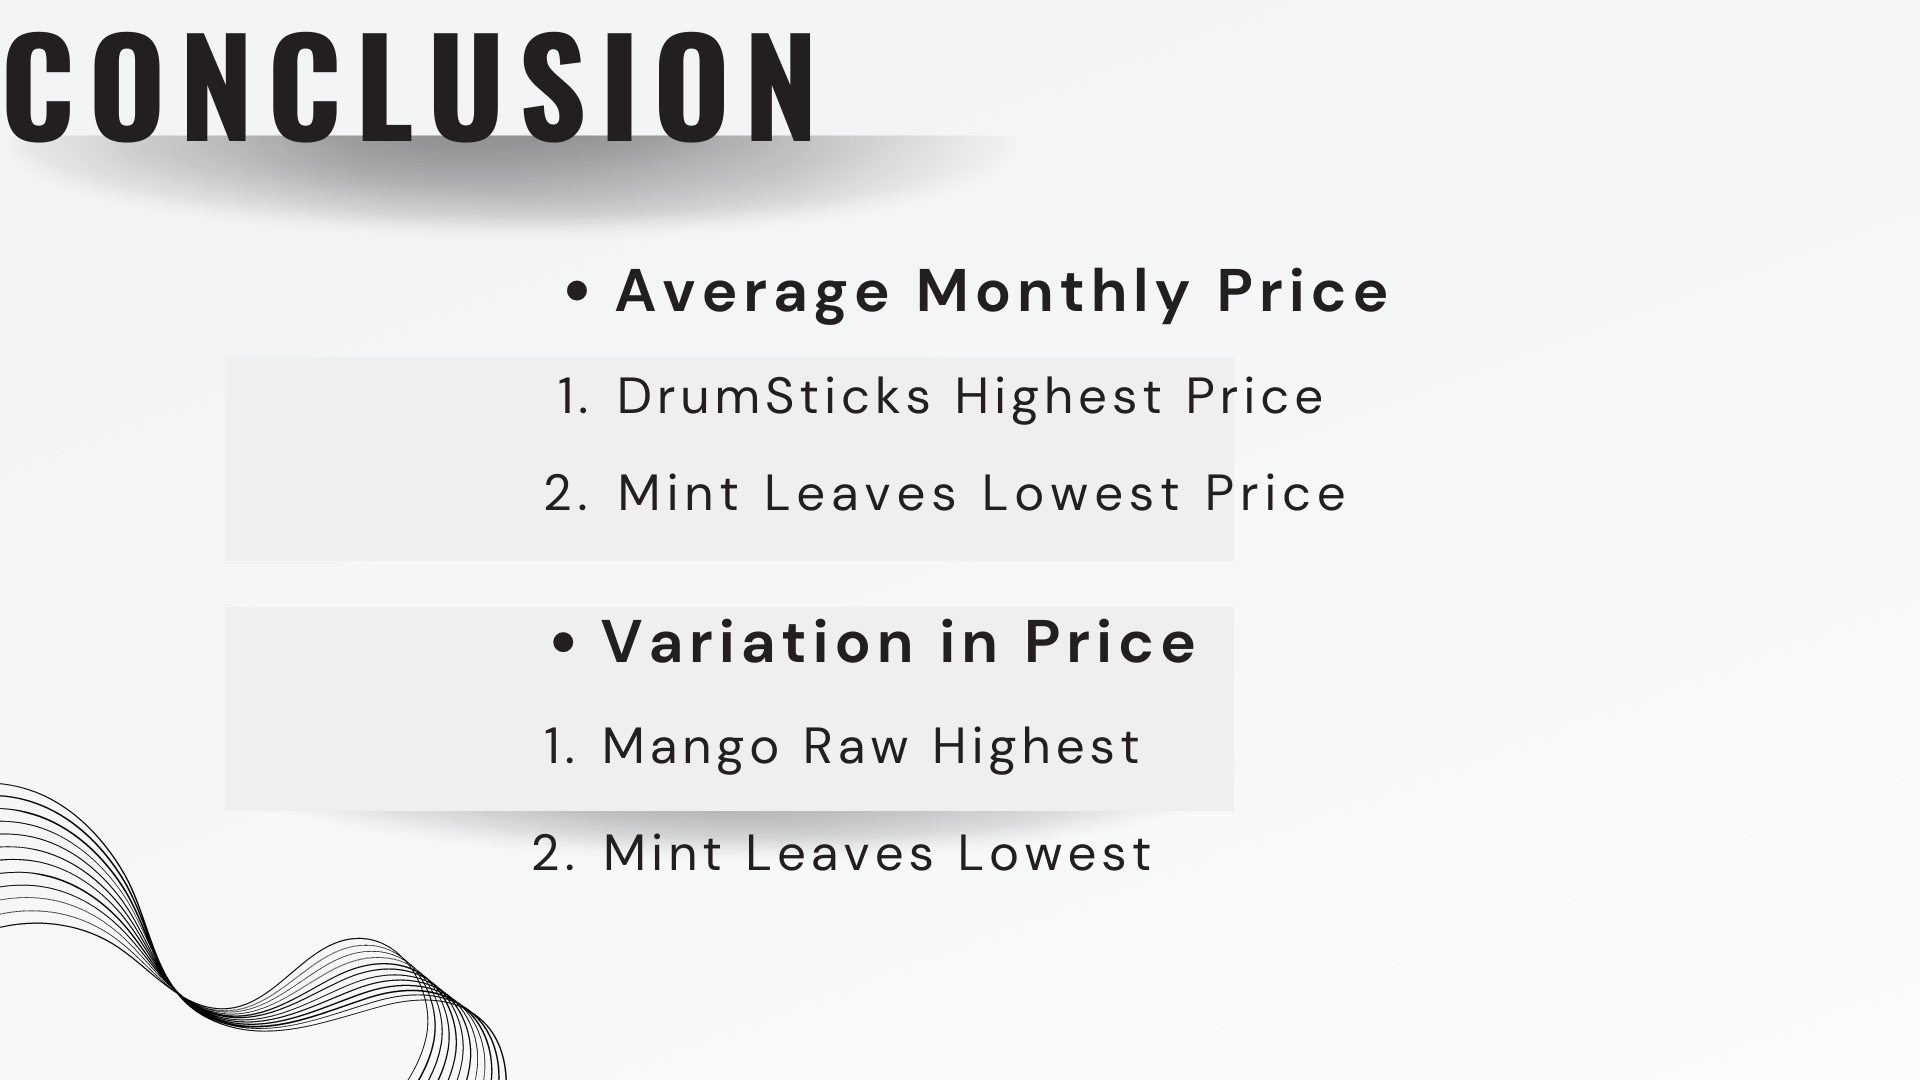 CONCLUSION
• Average Monthly Price
1. DrumSticks Highest Price
2. Mint Leaves Lowest Price
• Variation in Price
1. Mango Raw Highest
2. Mint Leaves Lowest